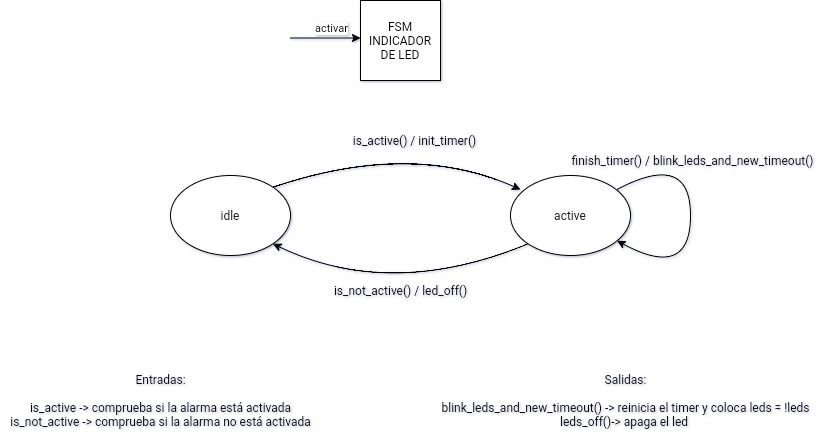 activar
FSM
INDICADOR
DE LED
is_active() / init_timer()
finish_timer() / blink_leds_and_new_timeout()
idle
active
is_not_active() / led_off()
Entradas:
is_active -> comprueba si la alarma está activada
is_not_active -> comprueba si la alarma no está activada
Salidas:
blink_leds_and_new_timeout() -> reinicia el timer y coloca leds = !leds
leds_off()-> apaga el led